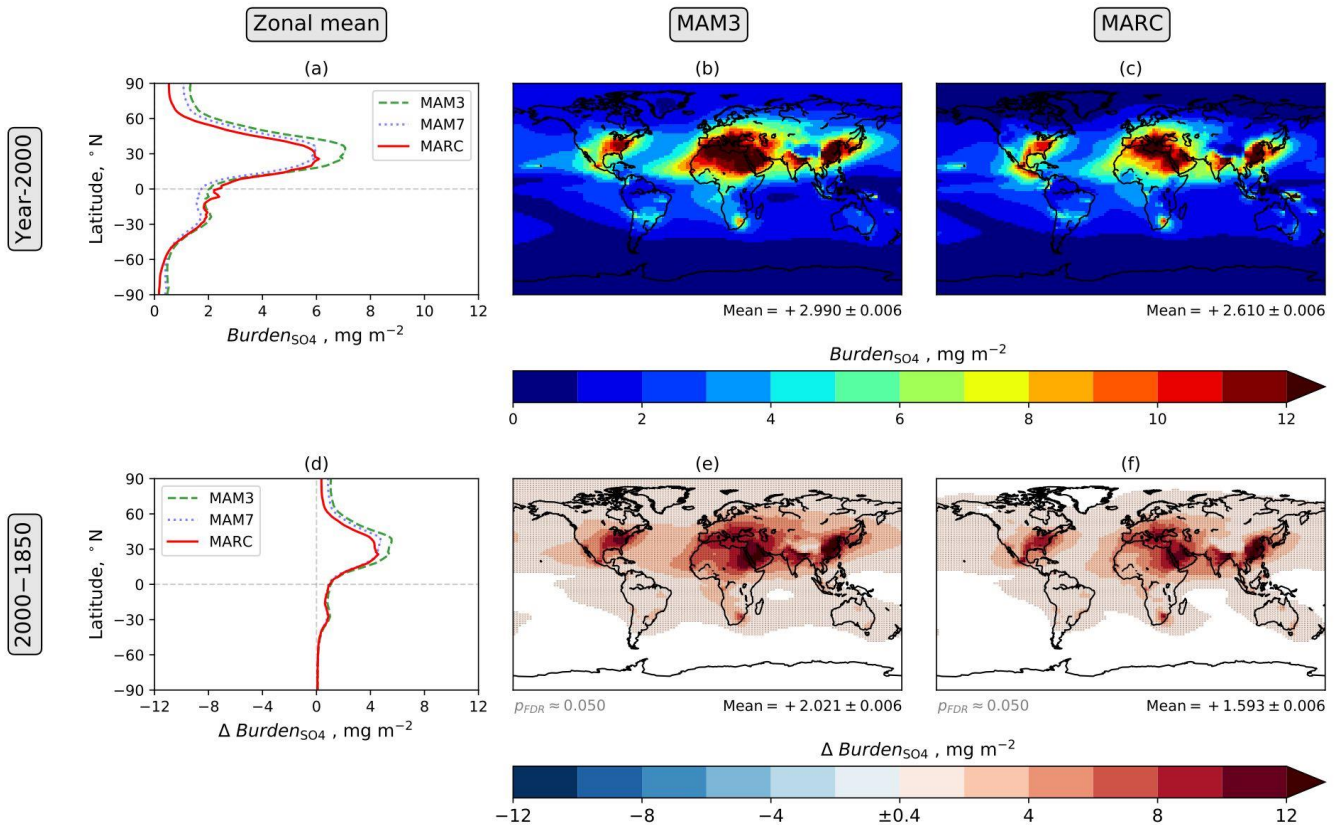 Zonal mean
MAM3
MARC
Year-2000
(a)
(b)
(c)
90
60
30
0
−30
−60
−90
Latitude, ° N
MAM3
MAM7
MARC
0 2 4 6 8 10 12
Burden_SO4 , mg m⁻²
Mean = +2.990 ± 0.006
Mean = +2.610 ± 0.006
Burden_SO4 , mg m⁻²
0 2 4 6 8 10 12
2000−1850
(d)
(e)
(f)
90
60
30
0
−30
−60
−90
Latitude, ° N
MAM3
MAM7
MARC
−12 −8 −4 0 4 8 12
Δ Burden_SO4 , mg m⁻²
p_FDR ≈ 0.050
Mean = +2.021 ± 0.006
p_FDR ≈ 0.050
Mean = +1.593 ± 0.006
Δ Burden_SO4 , mg m⁻²
−12 −8 −4 ±0.4 4 8 12